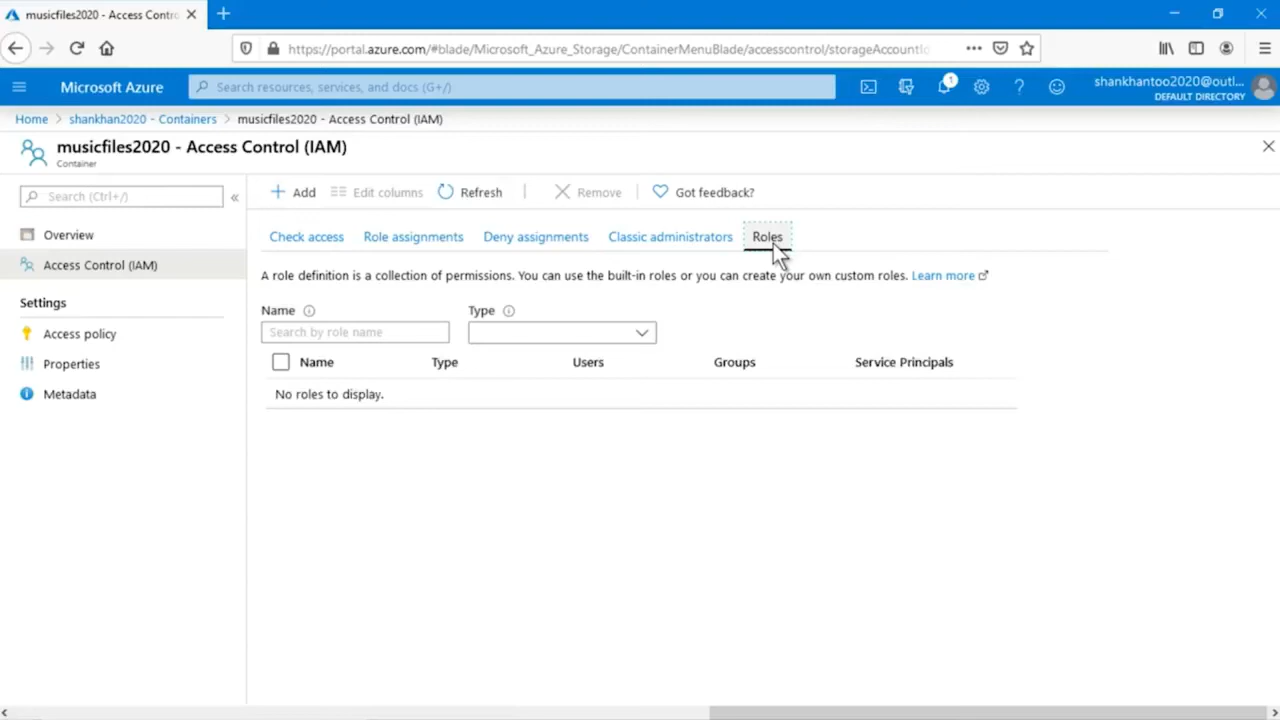 musicfiles2020 - Access Contro
https://portal.azure.com/#blade/Microsoft_Azure_Storage/ContainerMenuBlade/accesscontrol/storageAccountId
Microsoft Azure
Search resources, services, and docs (G+/)
1
shankhantoo2020@outl...
DEFAULT DIRECTORY
Home > shankhan2020 - Containers > musicfiles2020 - Access Control (IAM)
musicfiles2020 - Access Control (IAM)
Container
Search (Ctrl+/)
Overview
Access Control (IAM)
Settings
Access policy
Properties
Metadata
Add Edit columns Refresh Remove Got feedback?
Check access Role assignments Deny assignments Classic administrators Roles
A role definition is a collection of permissions. You can use the built-in roles or you can create your own custom roles. Learn more
Name Type
Search by role name
Name Type Users Groups Service Principals
No roles to display.